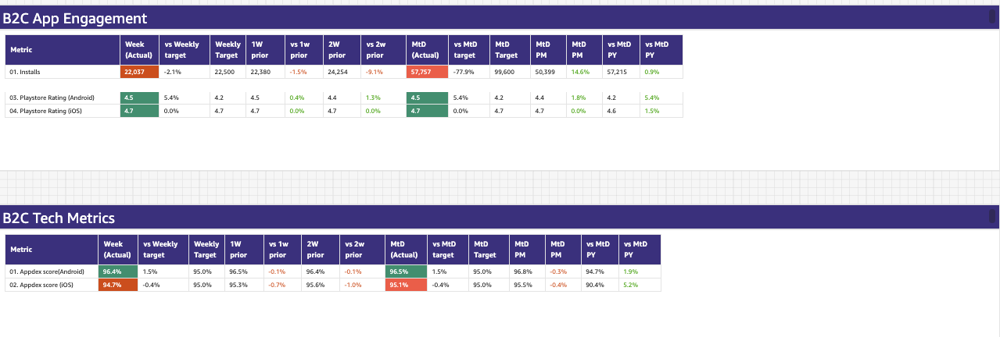 B2C App Engagement
Metric Week (Actual) vs Weekly target Weekly Target 1W prior vs 1w prior 2W prior vs 2w prior MtD (Actual) vs MtD target MtD Target MtD PM MtD PM vs MtD PY vs MtD PY
01. Installs 22,037 -2.1% 22,500 22,380 -1.5% 24,254 -9.1% 57,757 -77.9% 99,600 50,399 14.6% 57,215 0.9%
03. Playstore Rating (Android) 4.5 5.4% 4.2 4.5 0.4% 4.4 1.3% 4.5 5.4% 4.2 4.4 1.8% 4.2 5.4%
04. Playstore Rating (iOS) 4.7 0.0% 4.7 4.7 0.0% 4.7 0.0% 4.7 0.0% 4.7 4.7 0.0% 4.6 1.5%
B2C Tech Metrics
Metric Week (Actual) vs Weekly target Weekly Target 1W prior vs 1w prior 2W prior vs 2w prior MtD (Actual) vs MtD target MtD Target MtD PM MtD PM vs MtD PY vs MtD PY
01. Appdex score(Android) 96.4% 1.5% 95.0% 96.5% -0.1% 96.4% -0.1% 96.5% 1.5% 95.0% 96.8% -0.3% 94.7% 1.9%
02. Appdex score (iOS) 94.7% -0.4% 95.0% 95.3% -0.7% 95.6% -1.0% 95.1% -0.4% 95.0% 95.5% -0.4% 90.4% 5.2%